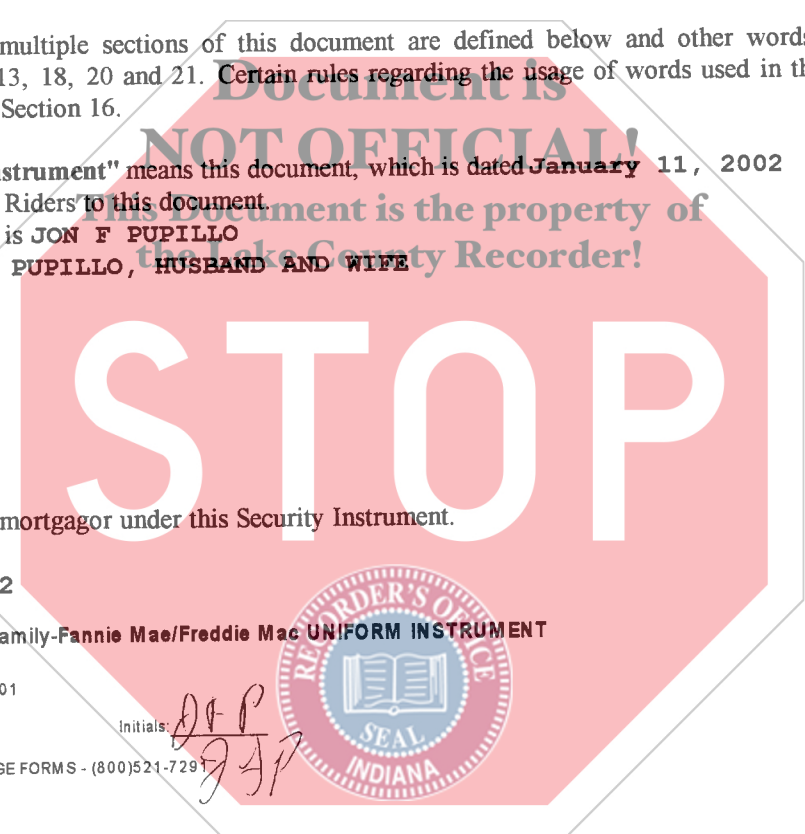 multiple sections of this document are defined below and other words
13, 18, 20 and 21. Certain rules regarding the usage of words used in th
Section 16.
Document is
NOT OFFICIAL!
strument" means this document, which is dated January 11, 2002
Riders to this document.
This Document is the property of
is JON F PUPILLO
the Lake County Recorder!
PUPILLO, HUSBAND AND WIFE
STOP
mortgagor under this Security Instrument.
2
amily-Fannie Mae/Freddie Mac UNIFORM INSTRUMENT
01
RECORDER'S OFFICE
SEAL
INDIANA
Initials: JFP
JAP
GE FORMS - (800)521-7291